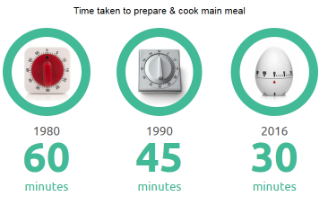 Time taken to prepare & cook main meal
1980 1990 2016
60 45 30
minutes minutes minutes